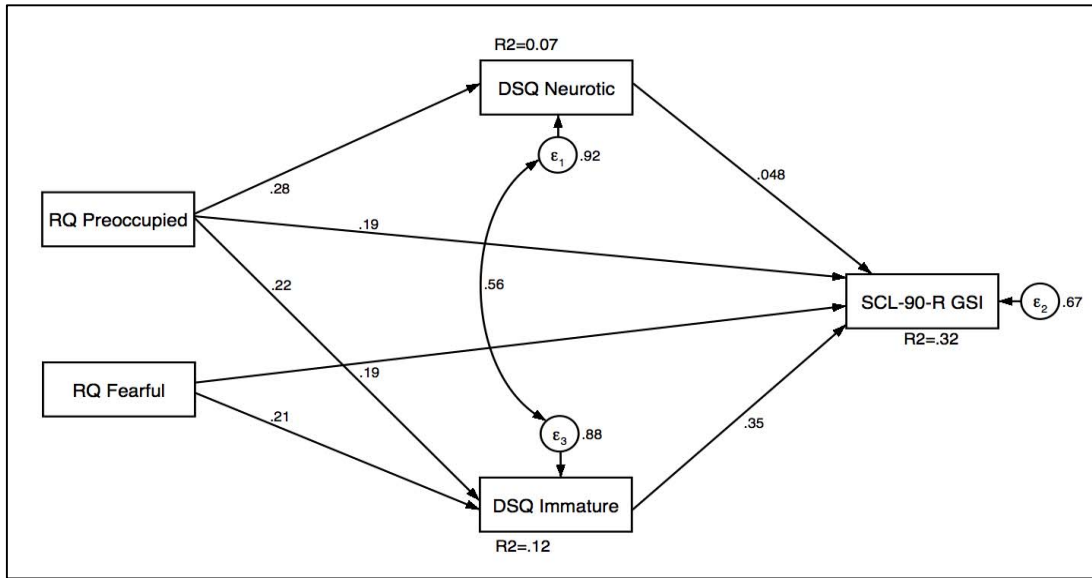 R2=0.07
DSQ Neurotic
ε1
.92
.28
.048
RQ Preoccupied
.19
.22
.56
SCL-90-R GSI
ε2
.67
R2=.32
RQ Fearful
.19
.21
.35
ε3
.88
DSQ Immature
R2=.12